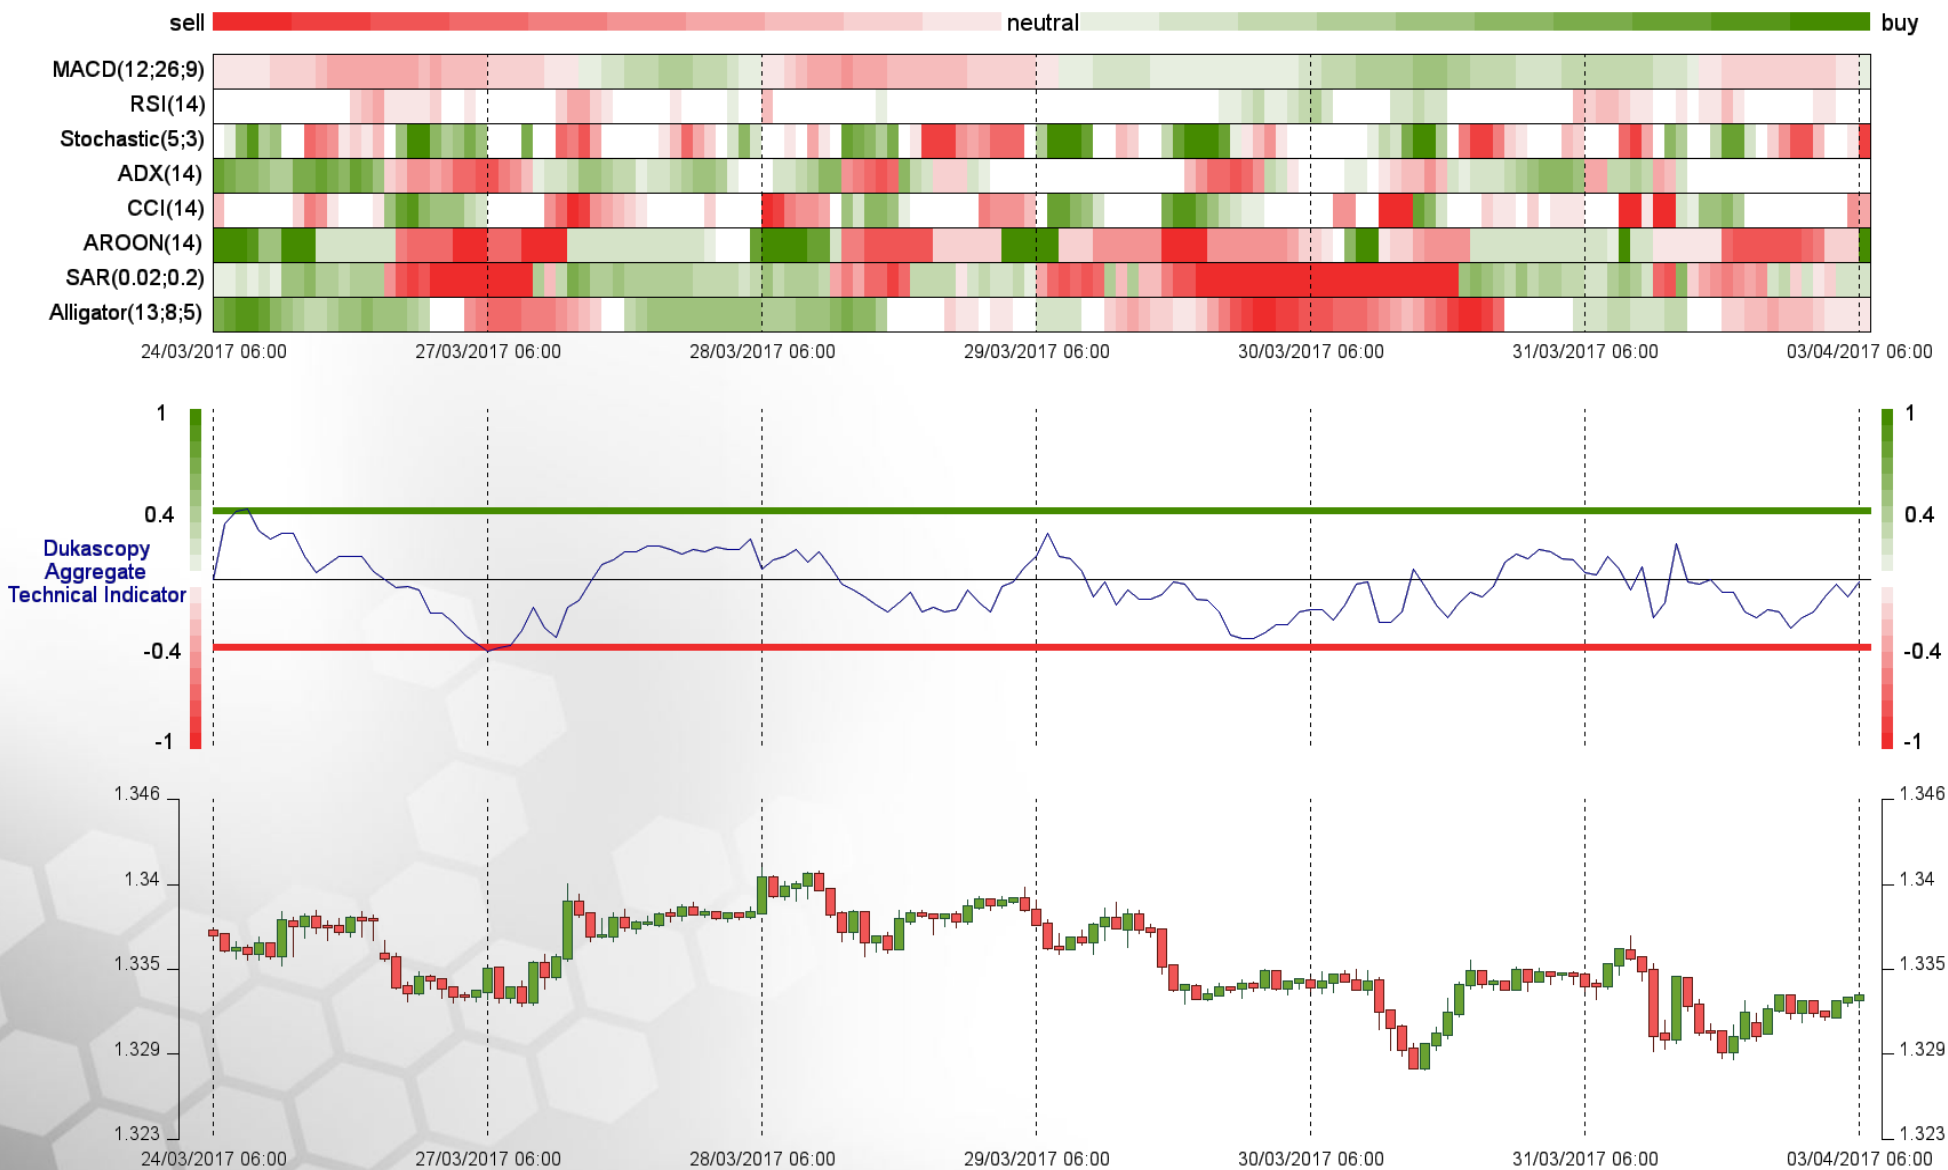 sell neutral buy
MACD(12;26;9)
RSI(14)
Stochastic(5;3)
ADX(14)
CCI(14)
AROON(14)
SAR(0.02;0.2)
Alligator(13;8;5)
24/03/2017 06:00 27/03/2017 06:00 28/03/2017 06:00 29/03/2017 06:00 30/03/2017 06:00 31/03/2017 06:00 03/04/2017 06:00
1 1
0.4 0.4
Dukascopy
Aggregate
Technical Indicator
-0.4 -0.4
-1 -1
1.346 1.346
1.34 1.34
1.335 1.335
1.329 1.329
1.323 1.323
24/03/2017 06:00 27/03/2017 06:00 28/03/2017 06:00 29/03/2017 06:00 30/03/2017 06:00 31/03/2017 06:00 03/04/2017 06:00